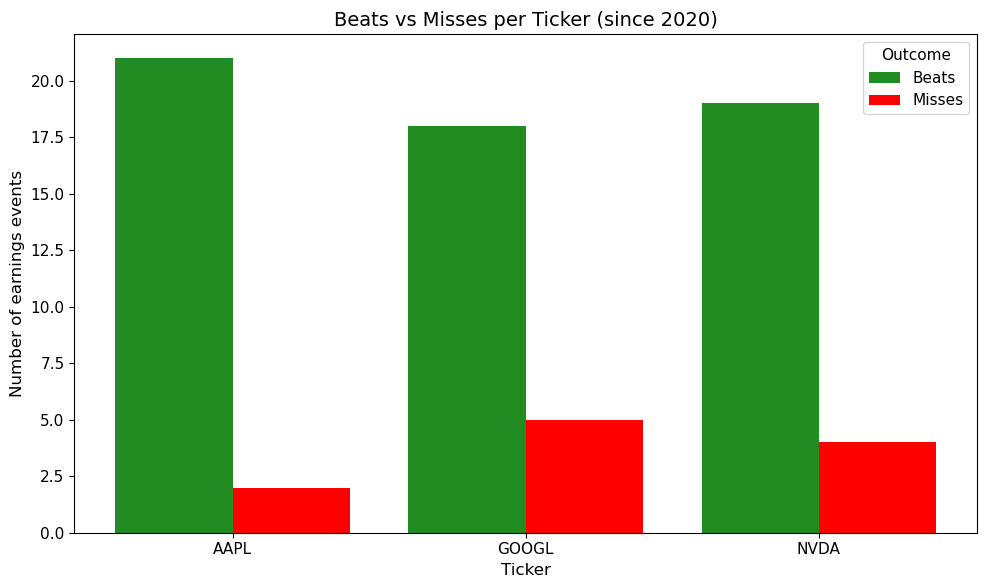 Beats vs Misses per Ticker (since 2020)
Outcome
Beats
Misses
Number of earnings events
20.0
17.5
15.0
12.5
10.0
7.5
5.0
2.5
0.0
AAPL
GOOGL
NVDA
Ticker